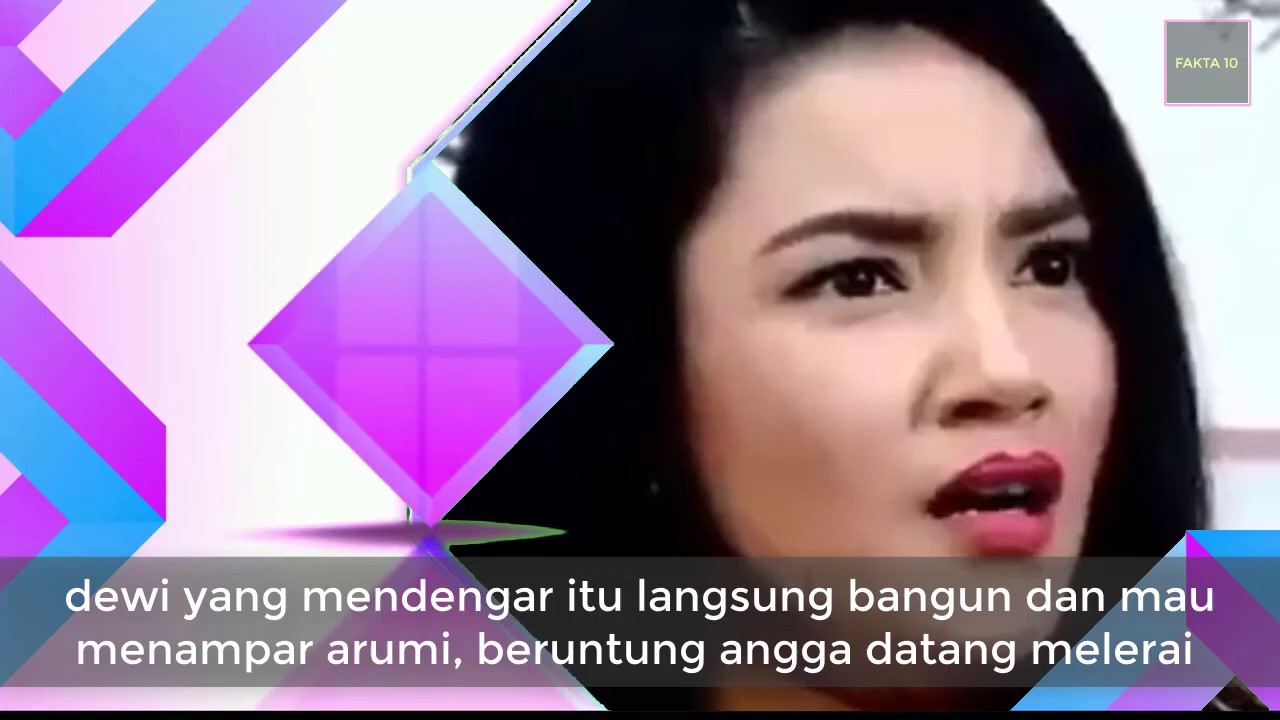 FAKTA 10
dewi yang mendengar itu langsung bangun dan mau
menampar arumi, beruntung angga datang melerai